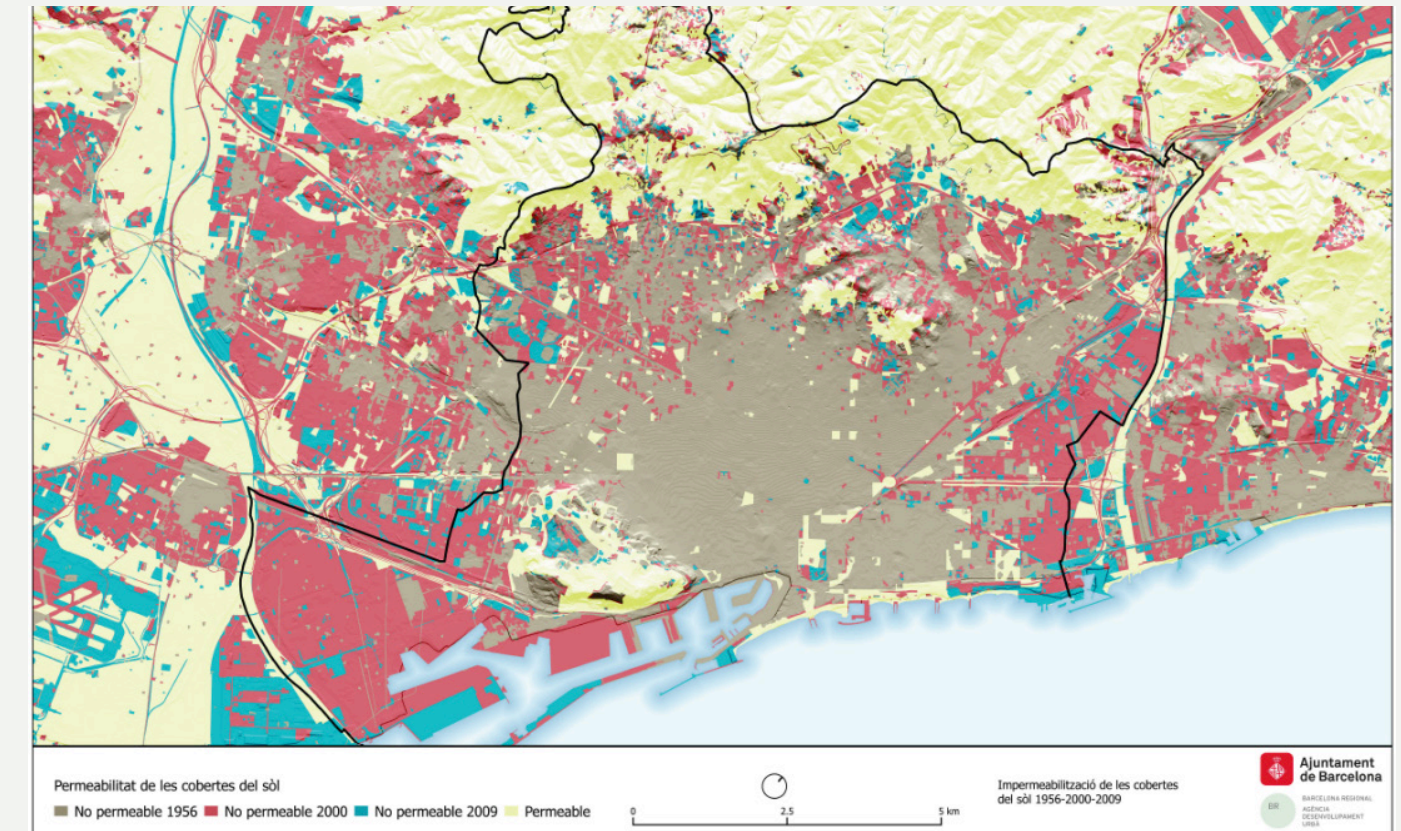 Permeabilitat de les cobertes del sòl
No permeable 1956 No permeable 2000 No permeable 2009 Permeable
0 2.5 5 km
Impermeabilització de les cobertes
del sòl 1956-2000-2009
Ajuntament
de Barcelona
BR
BARCELONA REGIONAL
AGÈNCIA
DESENVOLUPAMENT
URBÀ